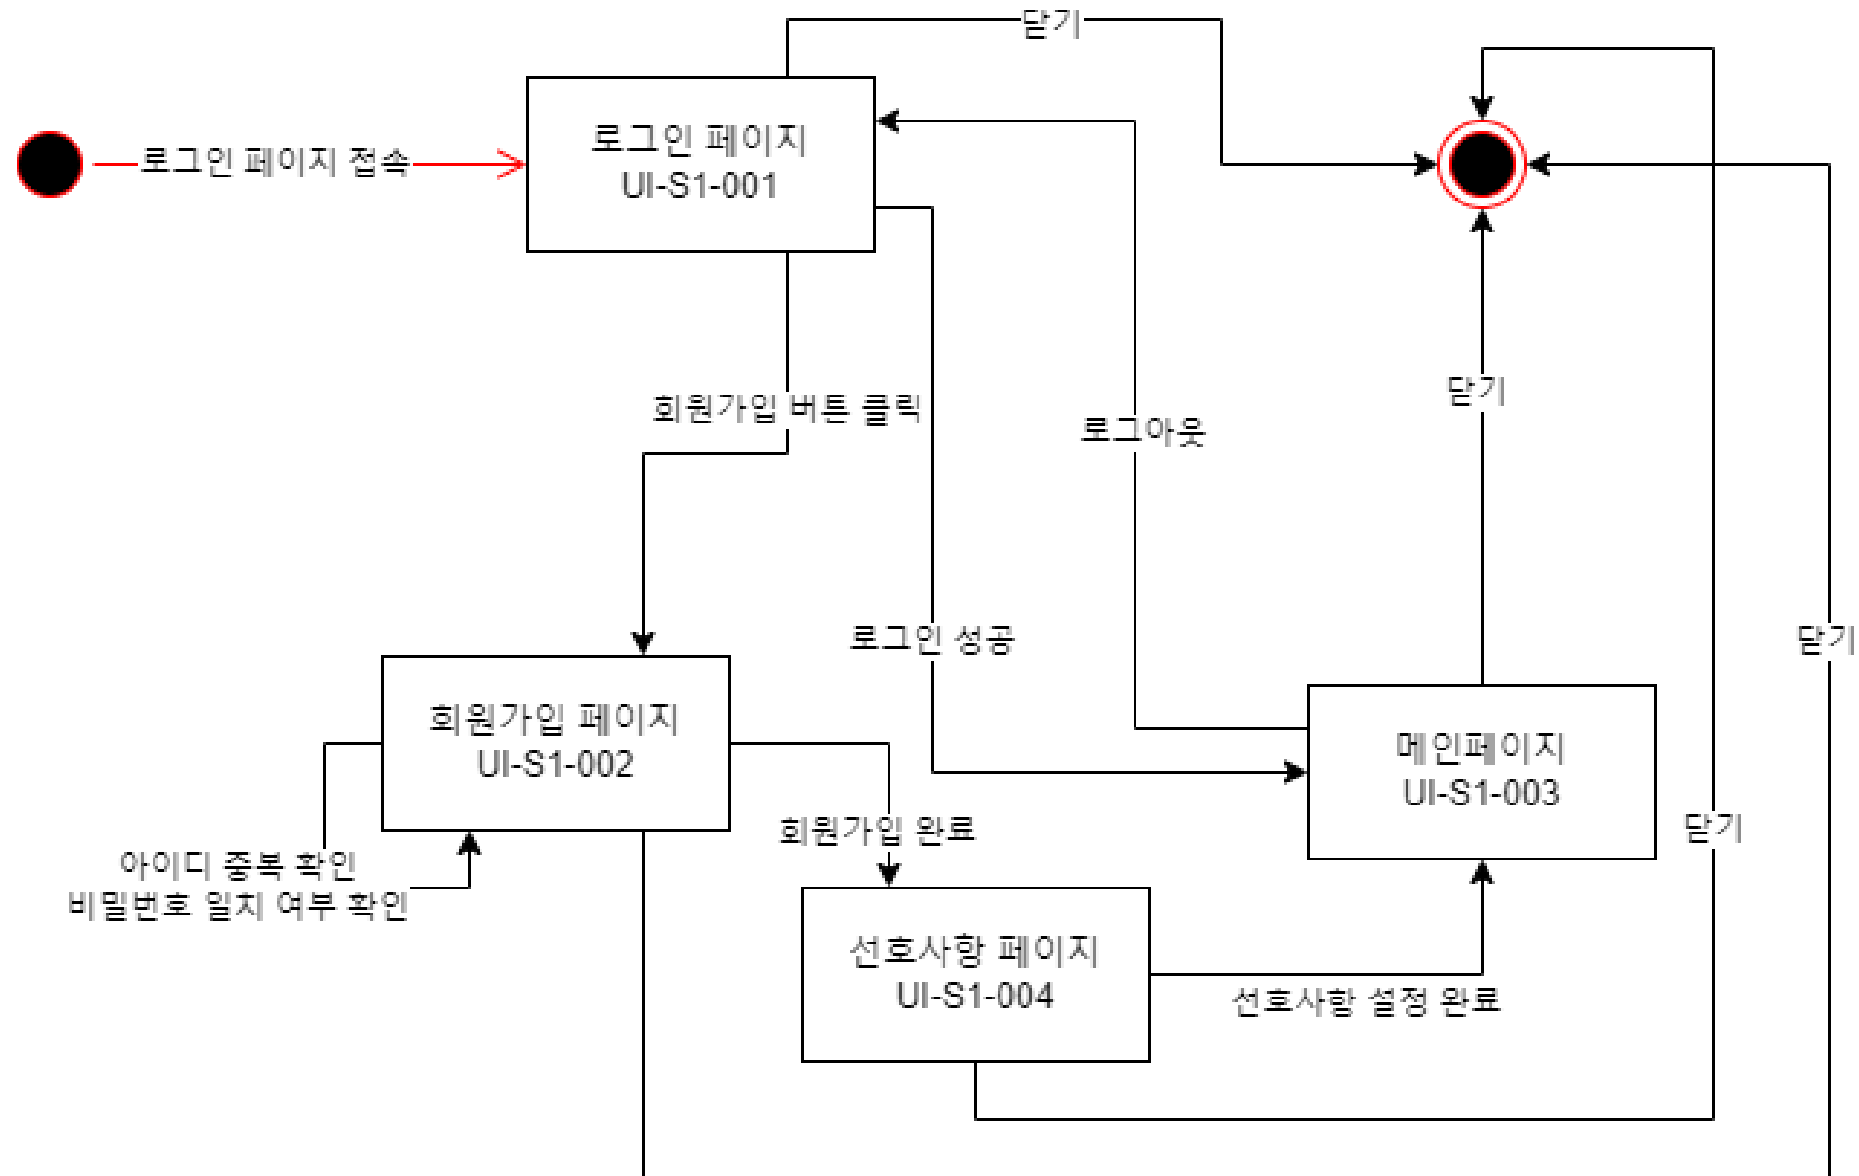 닫기
로그인 페이지
UI-S1-001
로그인 페이지 접속
회원가입 버튼 클릭
로그아웃
닫기
로그인 성공
닫기
회원가입 페이지
UI-S1-002
메인페이지
UI-S1-003
회원가입 완료
닫기
아이디 중복 확인
비밀번호 일치 여부 확인
선호사항 페이지
UI-S1-004
선호사항 설정 완료